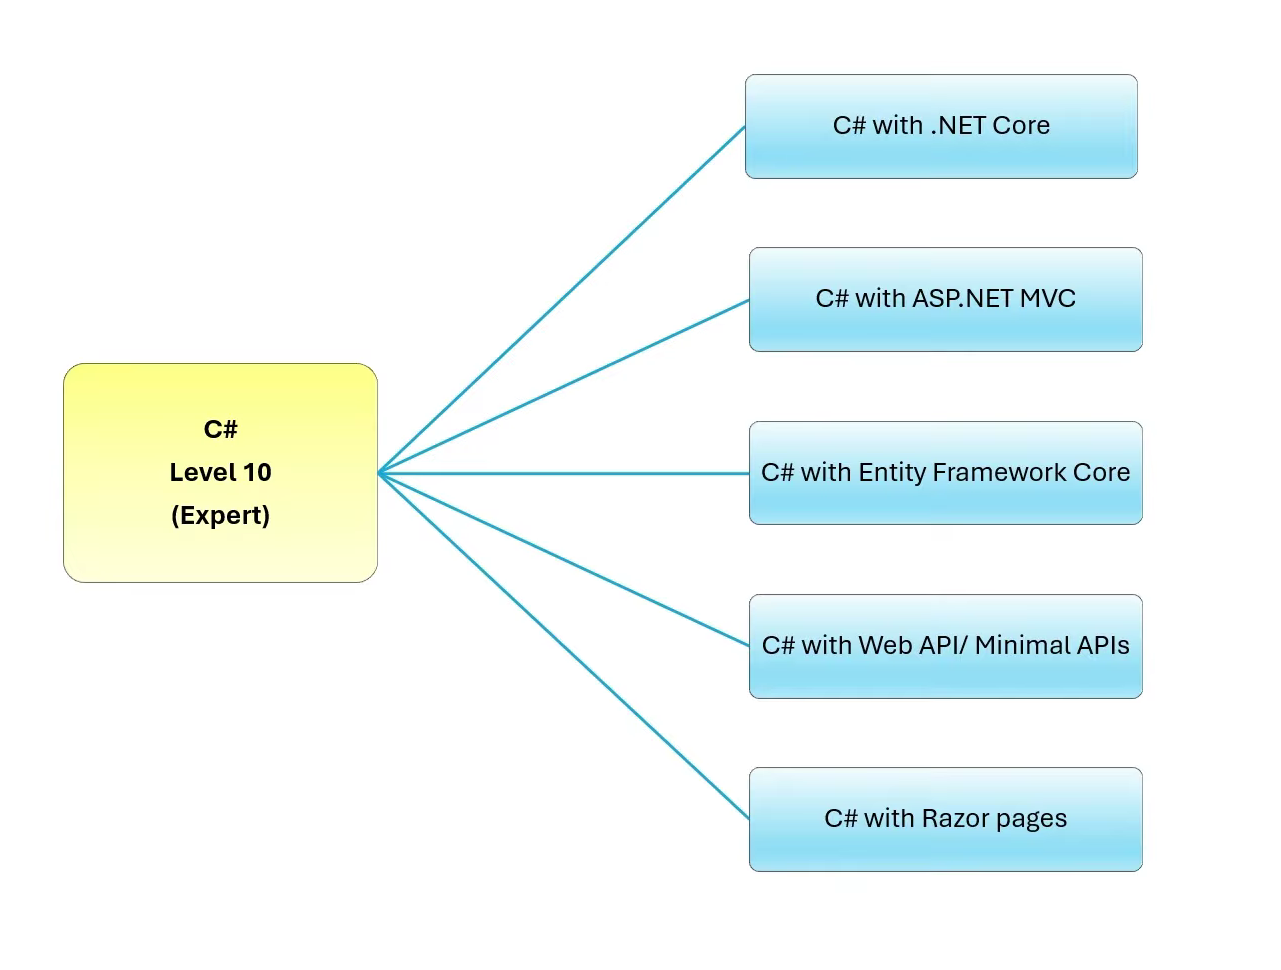 C# with .NET Core
C# with ASP.NET MVC
C#
Level 10
(Expert)
C# with Entity Framework Core
C# with Web API/ Minimal APIs
C# with Razor pages